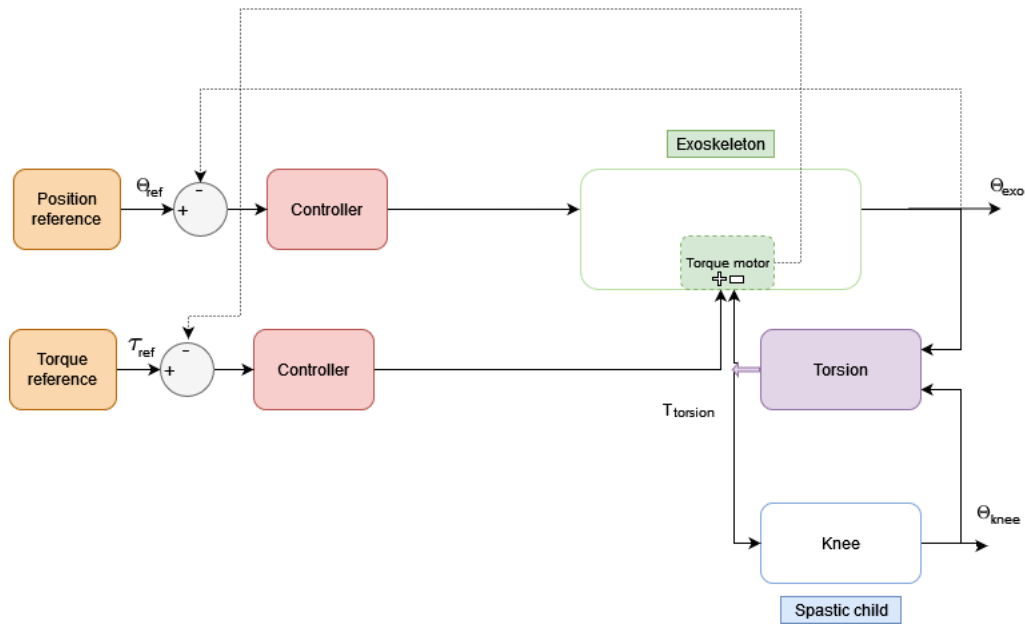 Exoskeleton
Position
reference
Θref
-
+
Controller
Θexo
Torque motor
+ -
Torque
reference
τref
-
+
Controller
Torsion
Ttorsion
Knee
Θknee
Spastic child